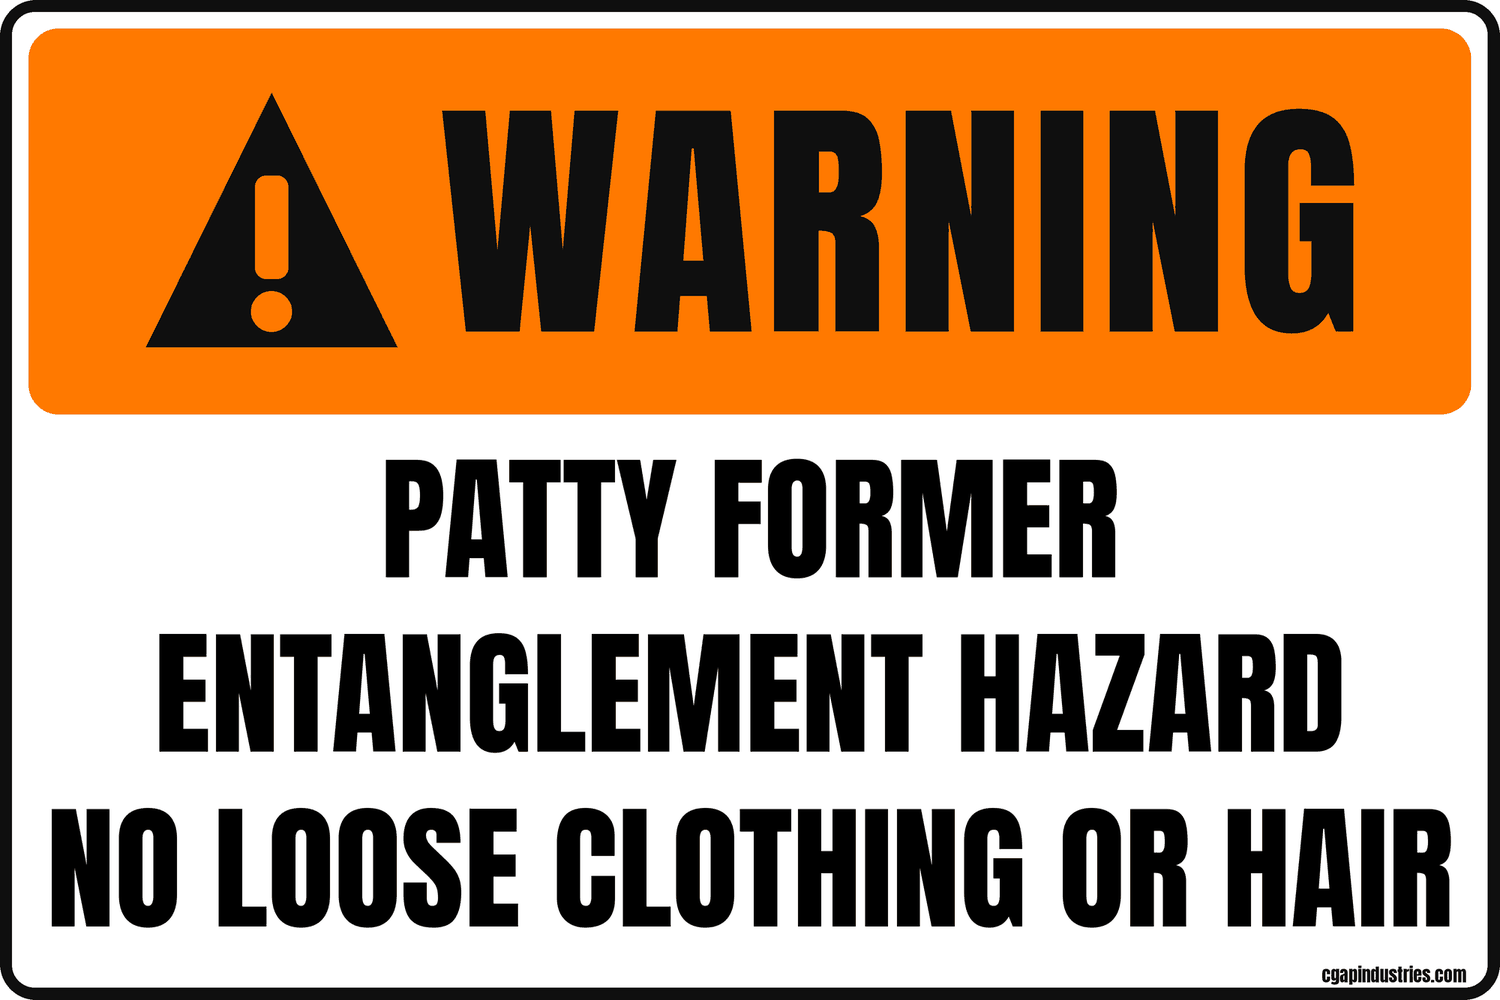 WARNING
PATTY FORMER
ENTANGLEMENT HAZARD
NO LOOSE CLOTHING OR HAIR
cgapindustries.com